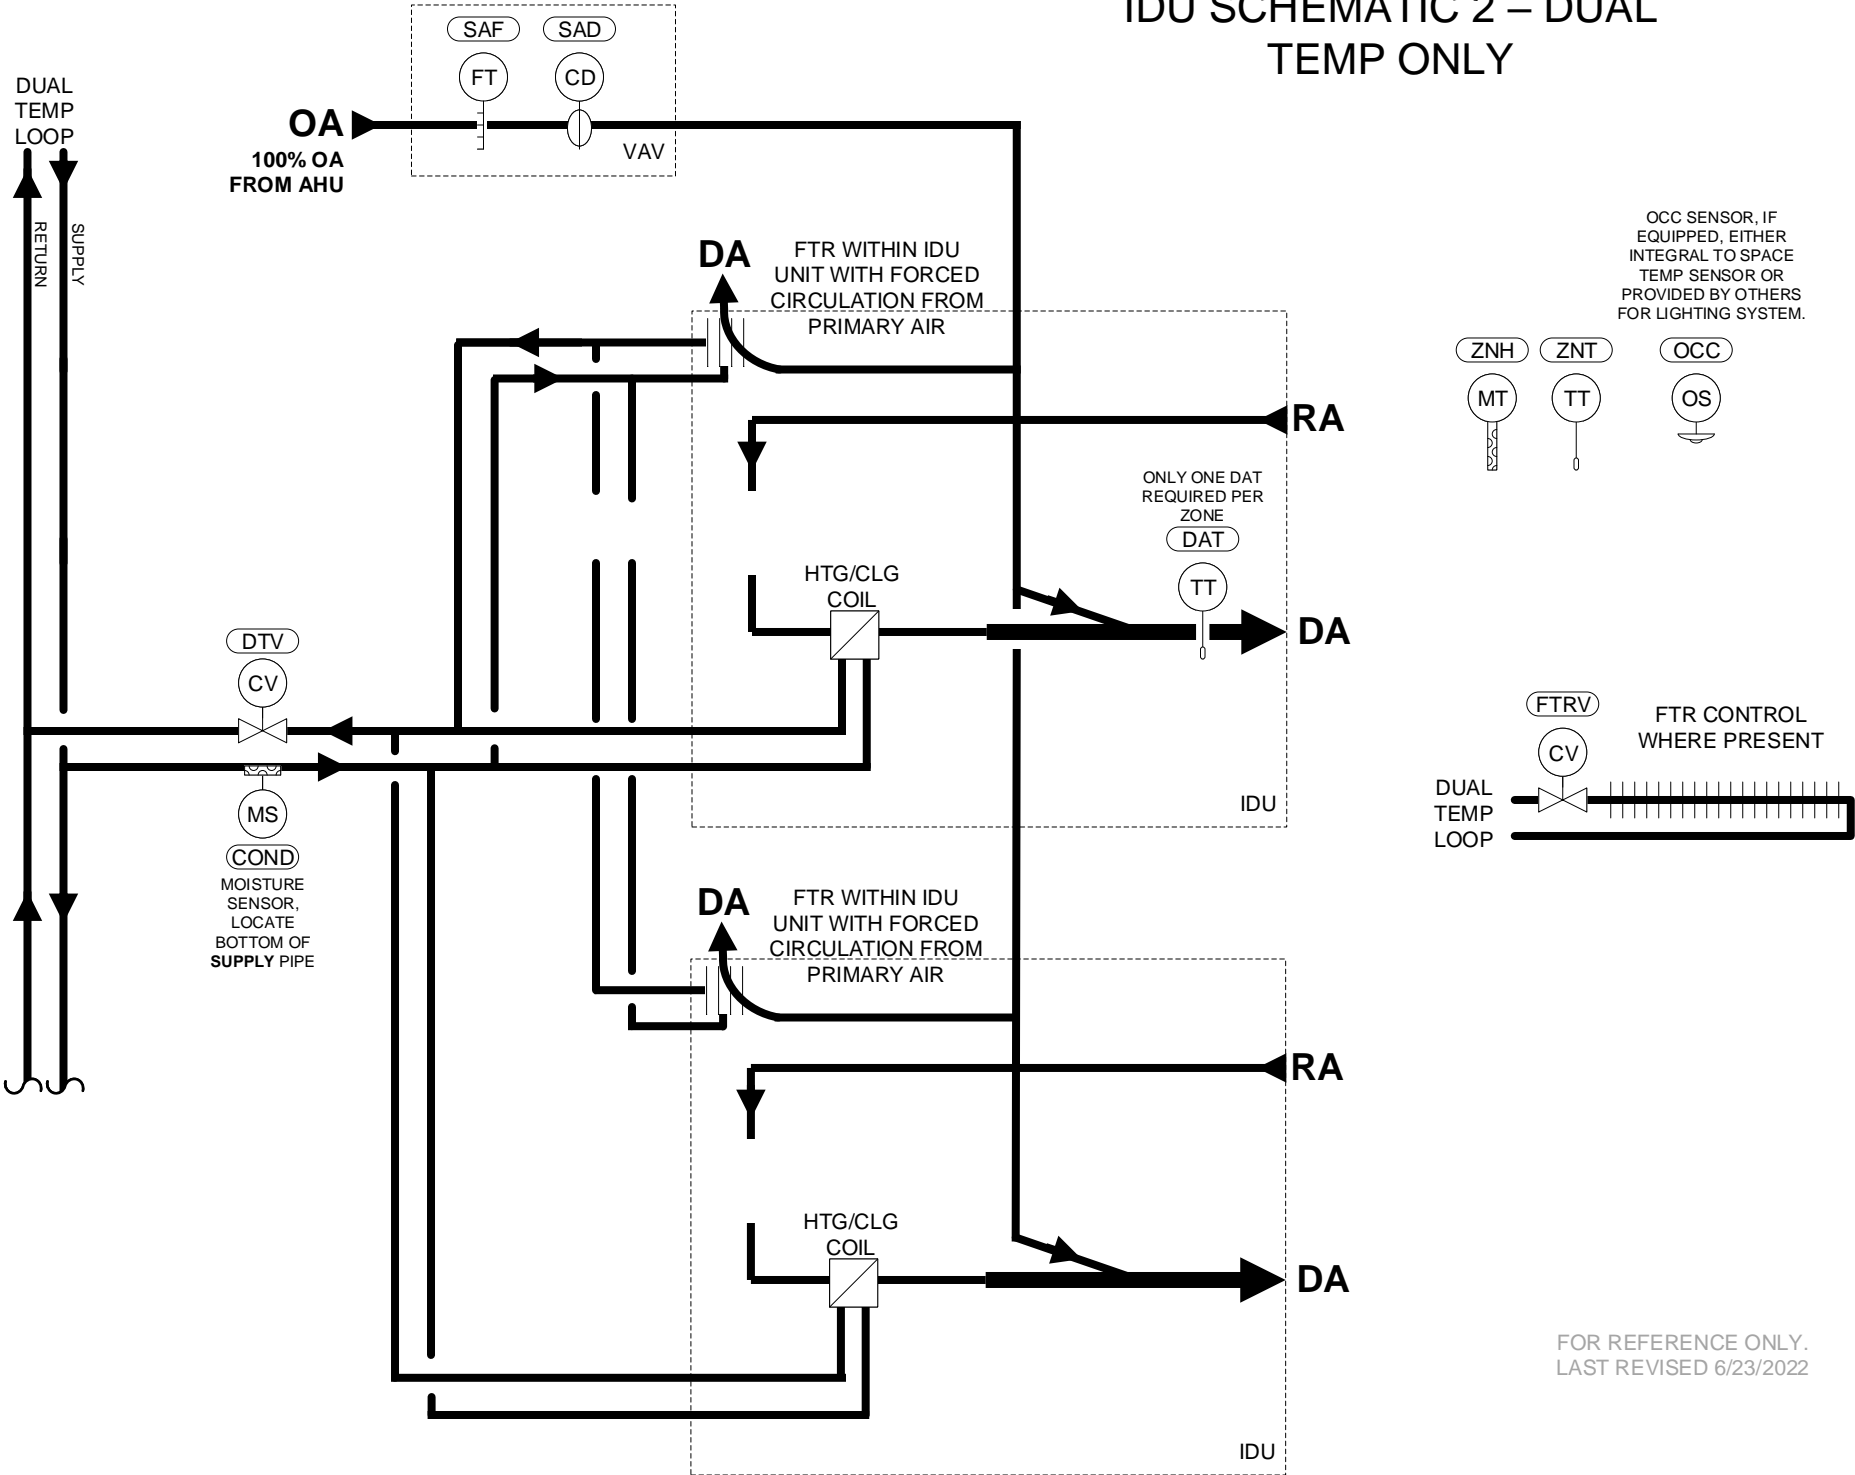 IDU SCHEMATIC 2 – DUAL
TEMP ONLY
SAF
SAD
FT
CD
VAV
DUAL
TEMP
LOOP
RETURN
SUPPLY
OA
100% OA
FROM AHU
DA
FTR WITHIN IDU
UNIT WITH FORCED
CIRCULATION FROM
PRIMARY AIR
RA
OCC SENSOR, IF
EQUIPPED, EITHER
INTEGRAL TO SPACE
TEMP SENSOR OR
PROVIDED BY OTHERS
FOR LIGHTING SYSTEM.
ZNH
ZNT
OCC
MT
TT
OS
ONLY ONE DAT
REQUIRED PER
ZONE
DAT
TT
HTG/CLG
COIL
DA
DTV
CV
MS
COND
MOISTURE
SENSOR,
LOCATE
BOTTOM OF
SUPPLY PIPE
IDU
FTRV
CV
FTR CONTROL
WHERE PRESENT
DUAL
TEMP
LOOP
DA
FTR WITHIN IDU
UNIT WITH FORCED
CIRCULATION FROM
PRIMARY AIR
RA
HTG/CLG
COIL
DA
IDU
FOR REFERENCE ONLY.
LAST REVISED 6/23/2022